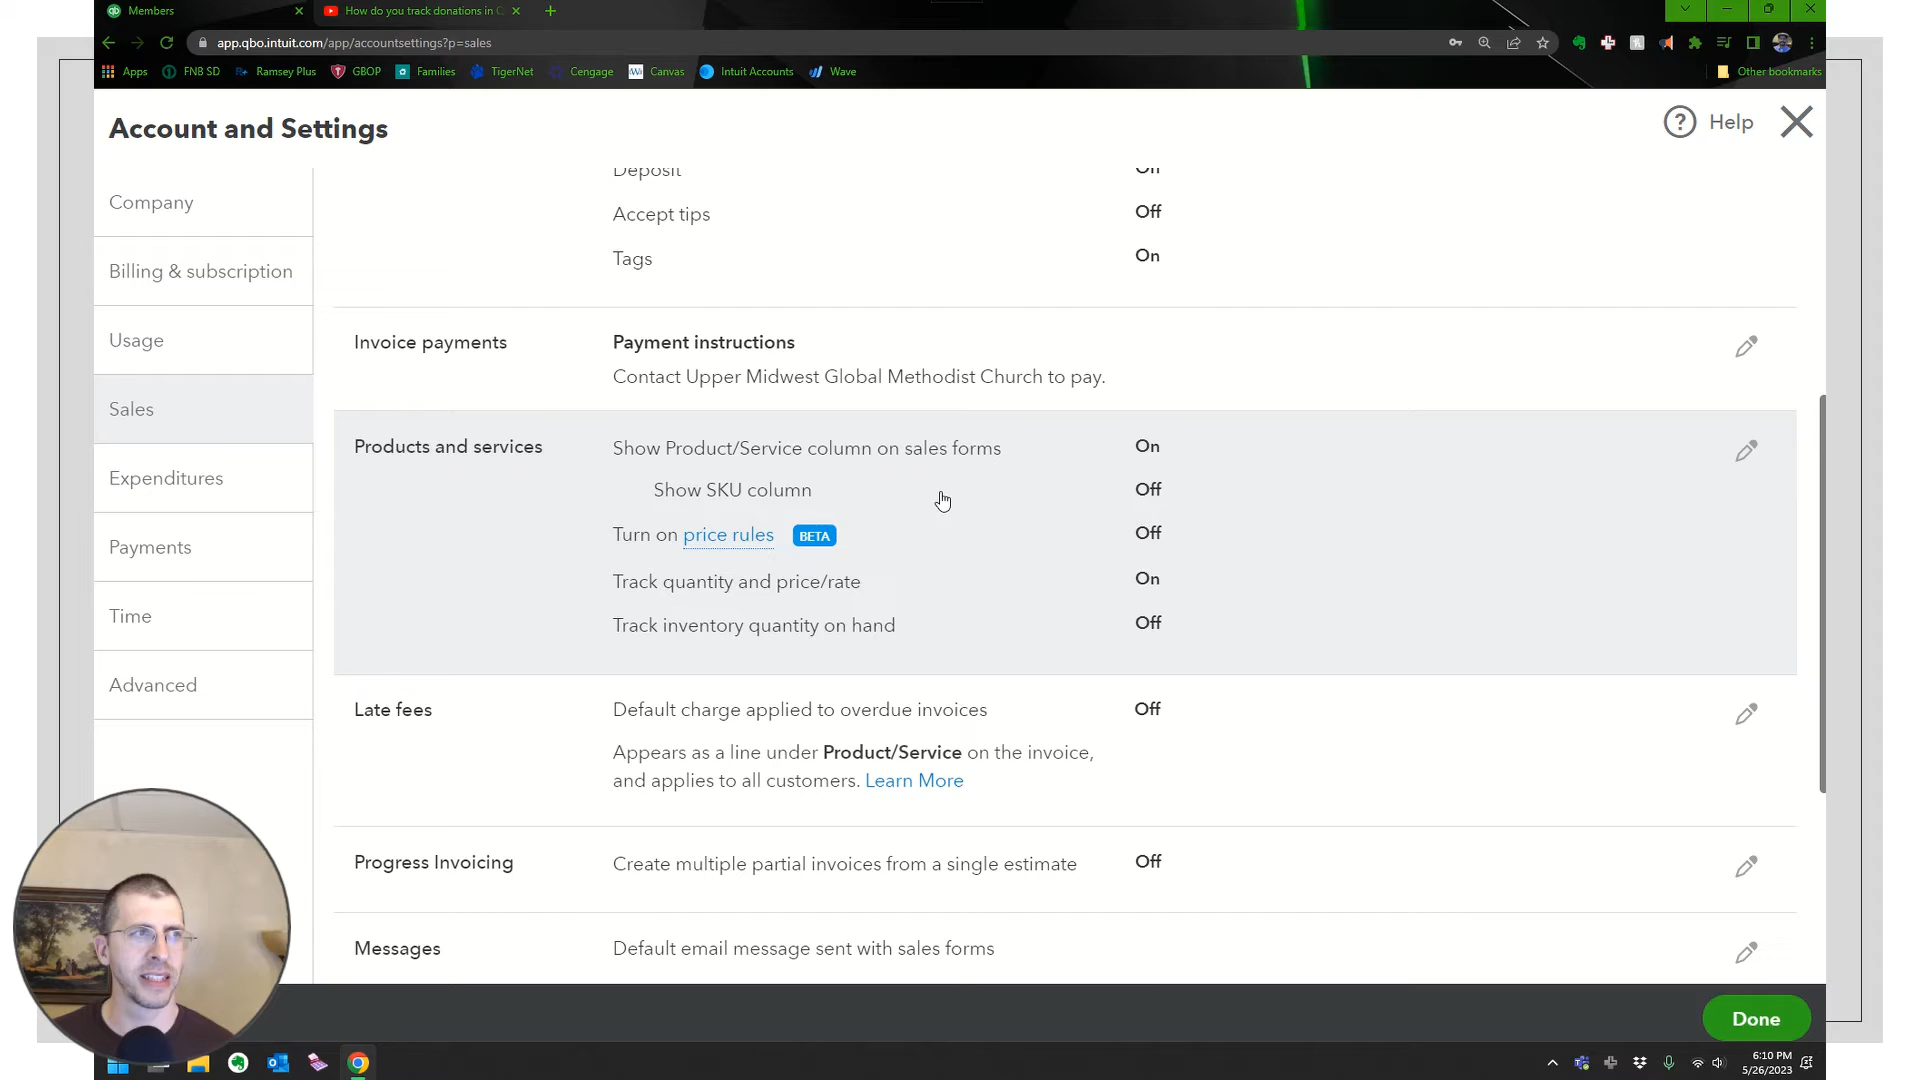 Members
How do you track donations in Q
app.qbo.intuit.com/app/accountsettings?p=sales
Apps
FNB SD
Ramsey Plus
GBOP
Families
TigerNet
Cengage
Canvas
Intuit Accounts
Wave
Other bookmarks
Account and Settings
Help
Company
Billing & subscription
Usage
Sales
Expenditures
Payments
Time
Advanced
Deposit Off
Accept tips Off
Tags On
Invoice payments
Payment instructions
Contact Upper Midwest Global Methodist Church to pay.
Products and services
Show Product/Service column on sales forms On
Show SKU column Off
Turn on price rules BETA Off
Track quantity and price/rate On
Track inventory quantity on hand Off
Late fees
Default charge applied to overdue invoices Off
Appears as a line under Product/Service on the invoice,
and applies to all customers. Learn More
Progress Invoicing
Create multiple partial invoices from a single estimate Off
Messages
Default email message sent with sales forms
Done
6:10 PM
5/26/2023